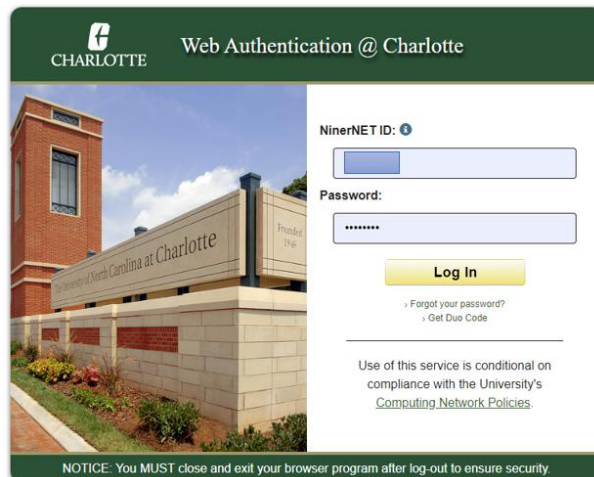 CHARLOTTE
Web Authentication @ Charlotte
The University of North Carolina at Charlotte
Founded
1946
NinerNET ID:
Password:
Log In
› Forgot your password?
› Get Duo Code
Use of this service is conditional on
compliance with the University's
Computing Network Policies.
NOTICE: You MUST close and exit your browser program after log-out to ensure security.